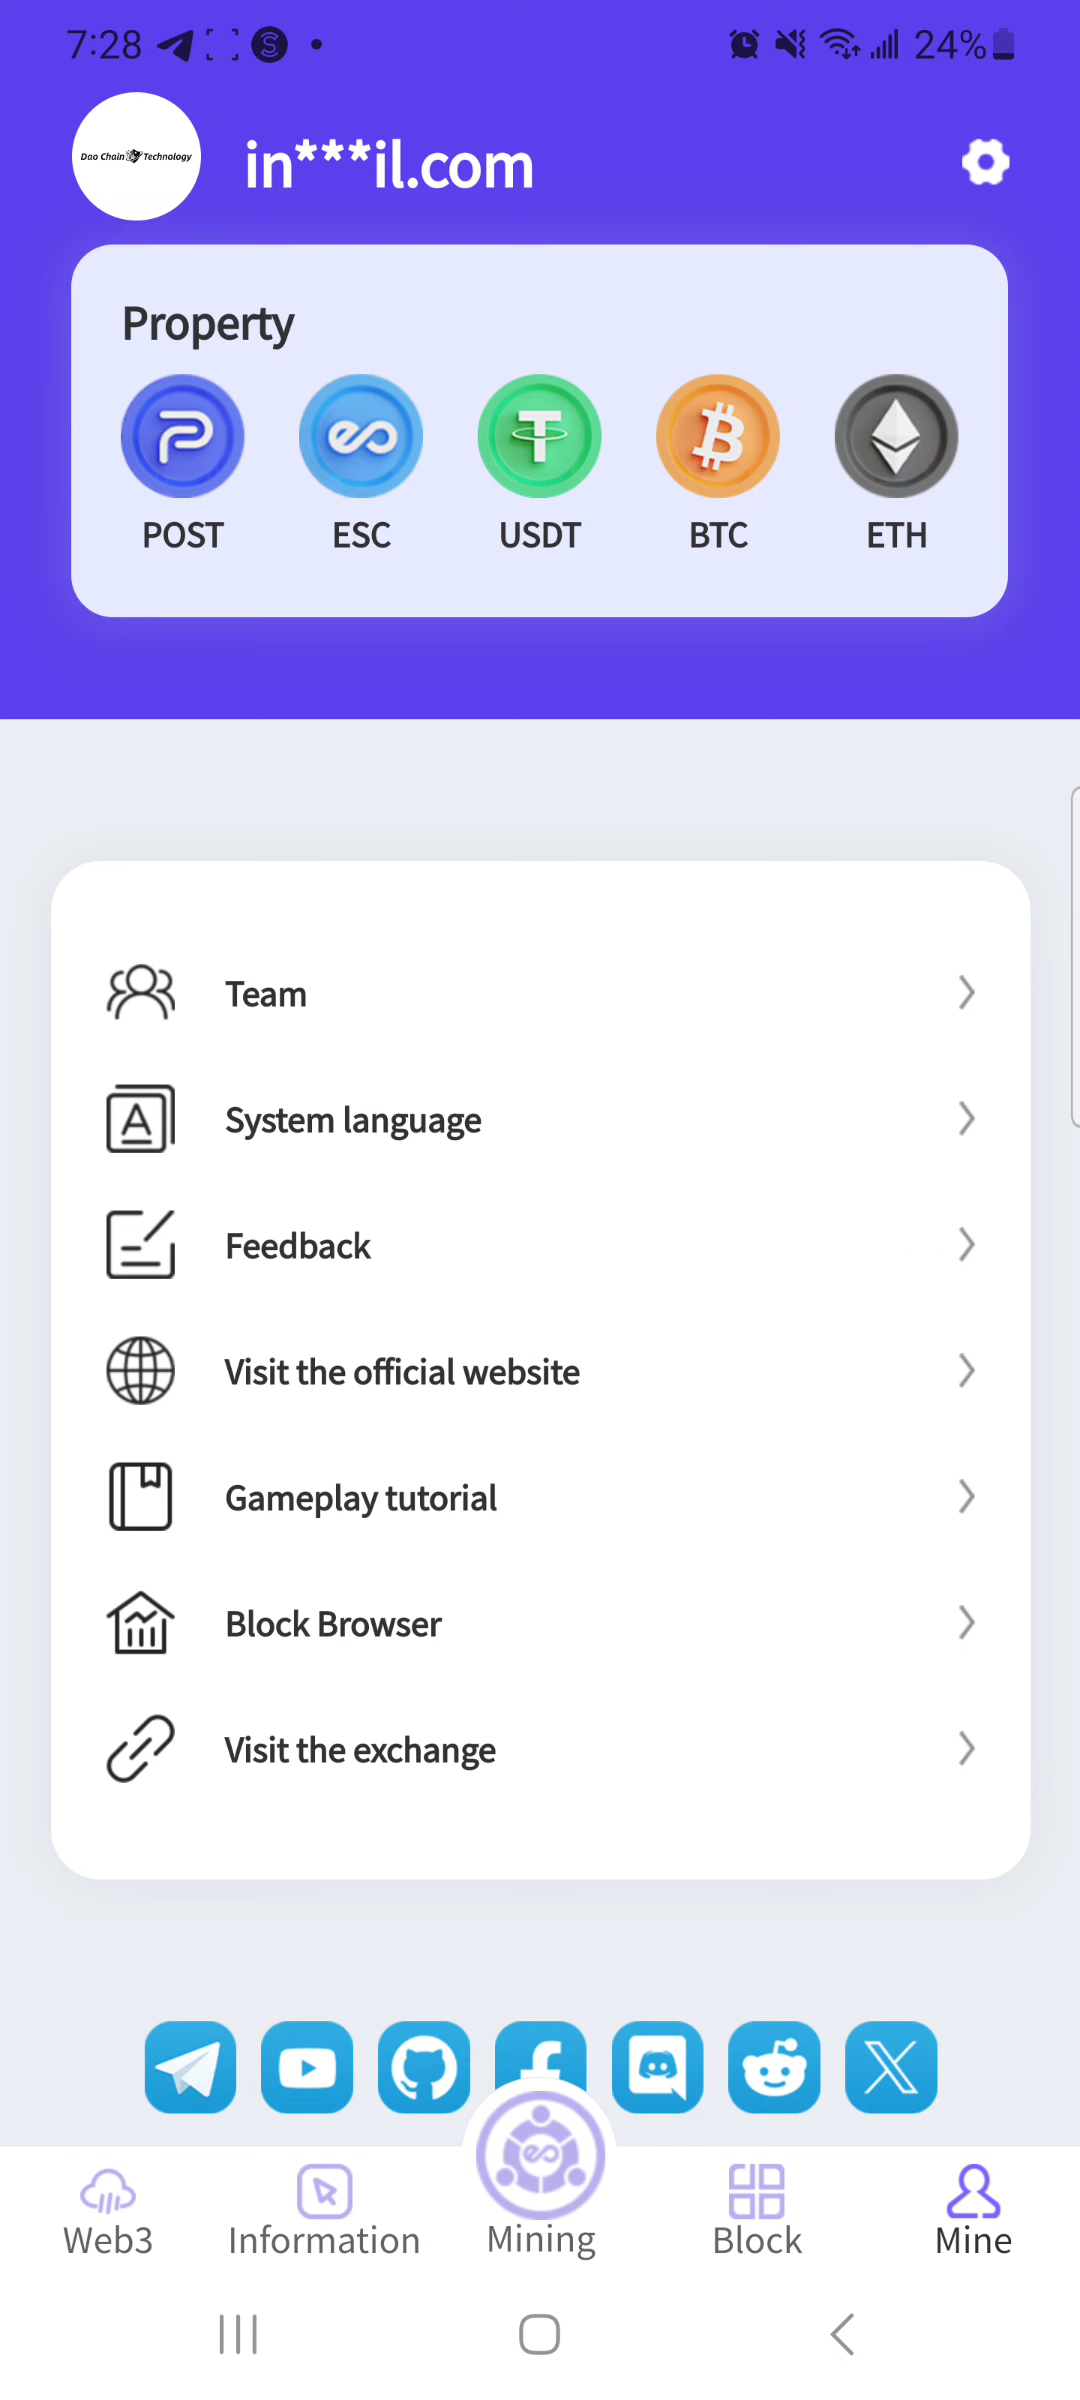 7:28
24%
Dao Chain Technology
in***il.com
Property
POST
ESC
USDT
BTC
ETH
Team
System language
Feedback
Visit the official website
Gameplay tutorial
Block Browser
Visit the exchange
Web3
Information
Mining
Block
Mine